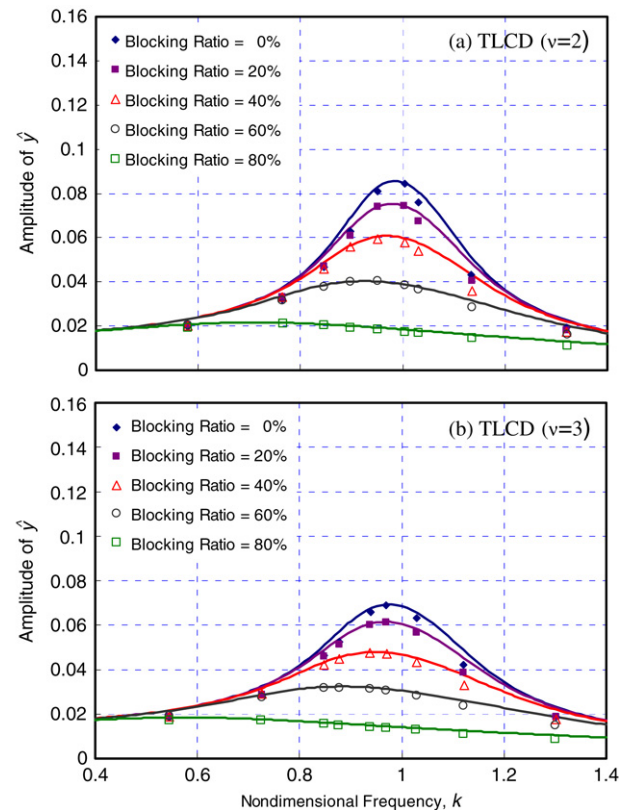 0.16
0.14
0.12
0.1
0.08
0.06
0.04
0.02
0
Amplitude of ŷ
(a) TLCD (ν=2)
Blocking Ratio = 0%
Blocking Ratio = 20%
Blocking Ratio = 40%
Blocking Ratio = 60%
Blocking Ratio = 80%
0.16
0.14
0.12
0.1
0.08
0.06
0.04
0.02
0
Amplitude of ŷ
(b) TLCD (ν=3)
Blocking Ratio = 0%
Blocking Ratio = 20%
Blocking Ratio = 40%
Blocking Ratio = 60%
Blocking Ratio = 80%
0.4 0.6 0.8 1 1.2 1.4
Nondimensional Frequency, k